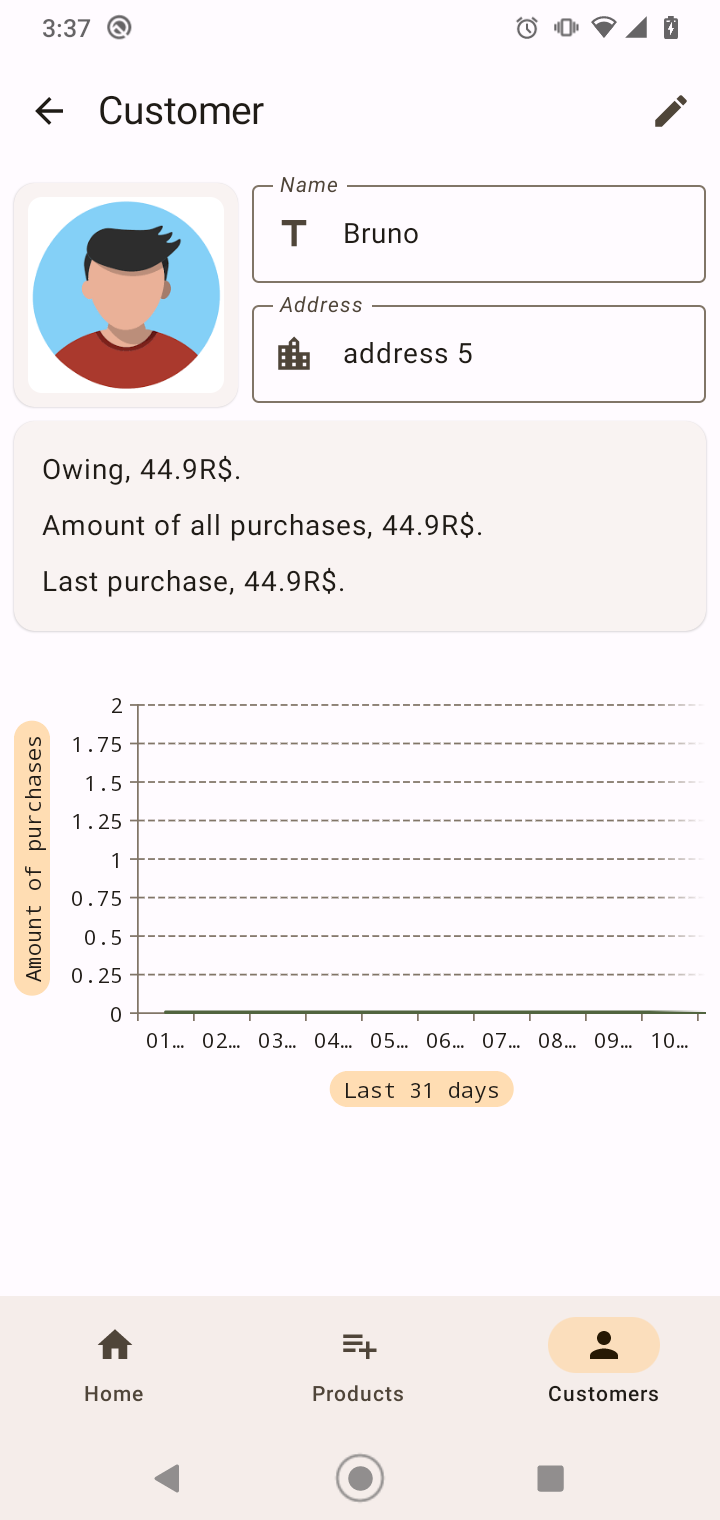 3:37
Customer
Name
Bruno
Address
address 5
Owing, 44.9R$.
Amount of all purchases, 44.9R$.
Last purchase, 44.9R$.
Amount of purchases
2
1.75
1.5
1.25
1
0.75
0.5
0.25
0
01… 02… 03… 04… 05… 06… 07… 08… 09… 10…
Last 31 days
Home Products Customers